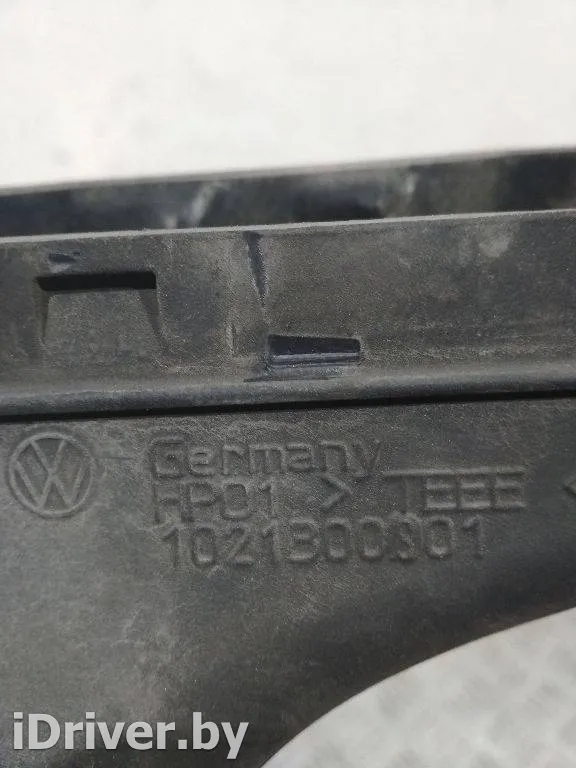 Germany
HP01 > TEEE <
1021300301
iDriver.by